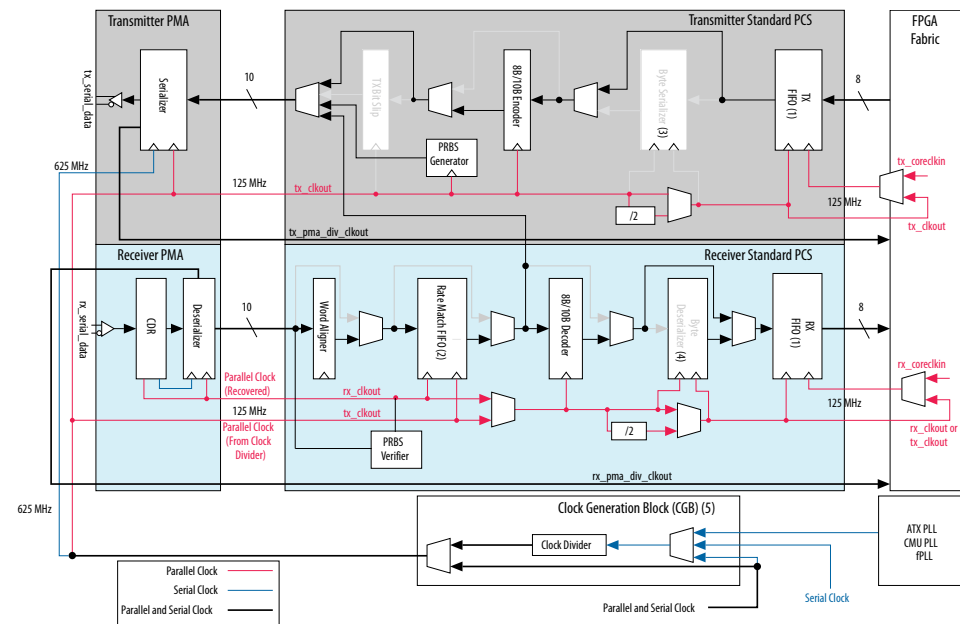 Transmitter PMA
Transmitter Standard PCS
FPGA
Fabric
tx_serial_data
Serializer
10
TX Bit Slip
8B/10B Encoder
Byte Serializer (3)
TX
FIFO (1)
8
PRBS
Generator
625 MHz
125 MHz
tx_clkout
/2
125 MHz
tx_coreclkin
125 MHz
tx_clkout
tx_pma_div_clkout
Receiver PMA
Receiver Standard PCS
rx_serial_data
CDR
Deserializer
10
Word Aligner
Rate Match FIFO (2)
8B/10B Decoder
Byte
Deserializer (4)
RX
FIFO (1)
8
Parallel Clock
(Recovered)
rx_clkout
125 MHz
tx_clkout
Parallel Clock
(From Clock
Divider)
PRBS
Verifier
/2
rx_coreclkin
125 MHz
rx_clkout or
tx_clkout
rx_pma_div_clkout
625 MHz
Clock Generation Block (CGB) (5)
Clock Divider
ATX PLL
CMU PLL
fPLL
Parallel Clock
Serial Clock
Parallel and Serial Clock
Parallel and Serial Clock
Serial Clock